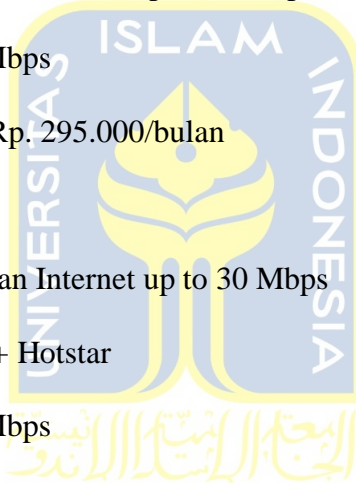 ISLAM
UNIVERSITAS
INDONESIA
Mbps
Rp. 295.000/bulan
an Internet up to 30 Mbps
+ Hotstar
Mbps